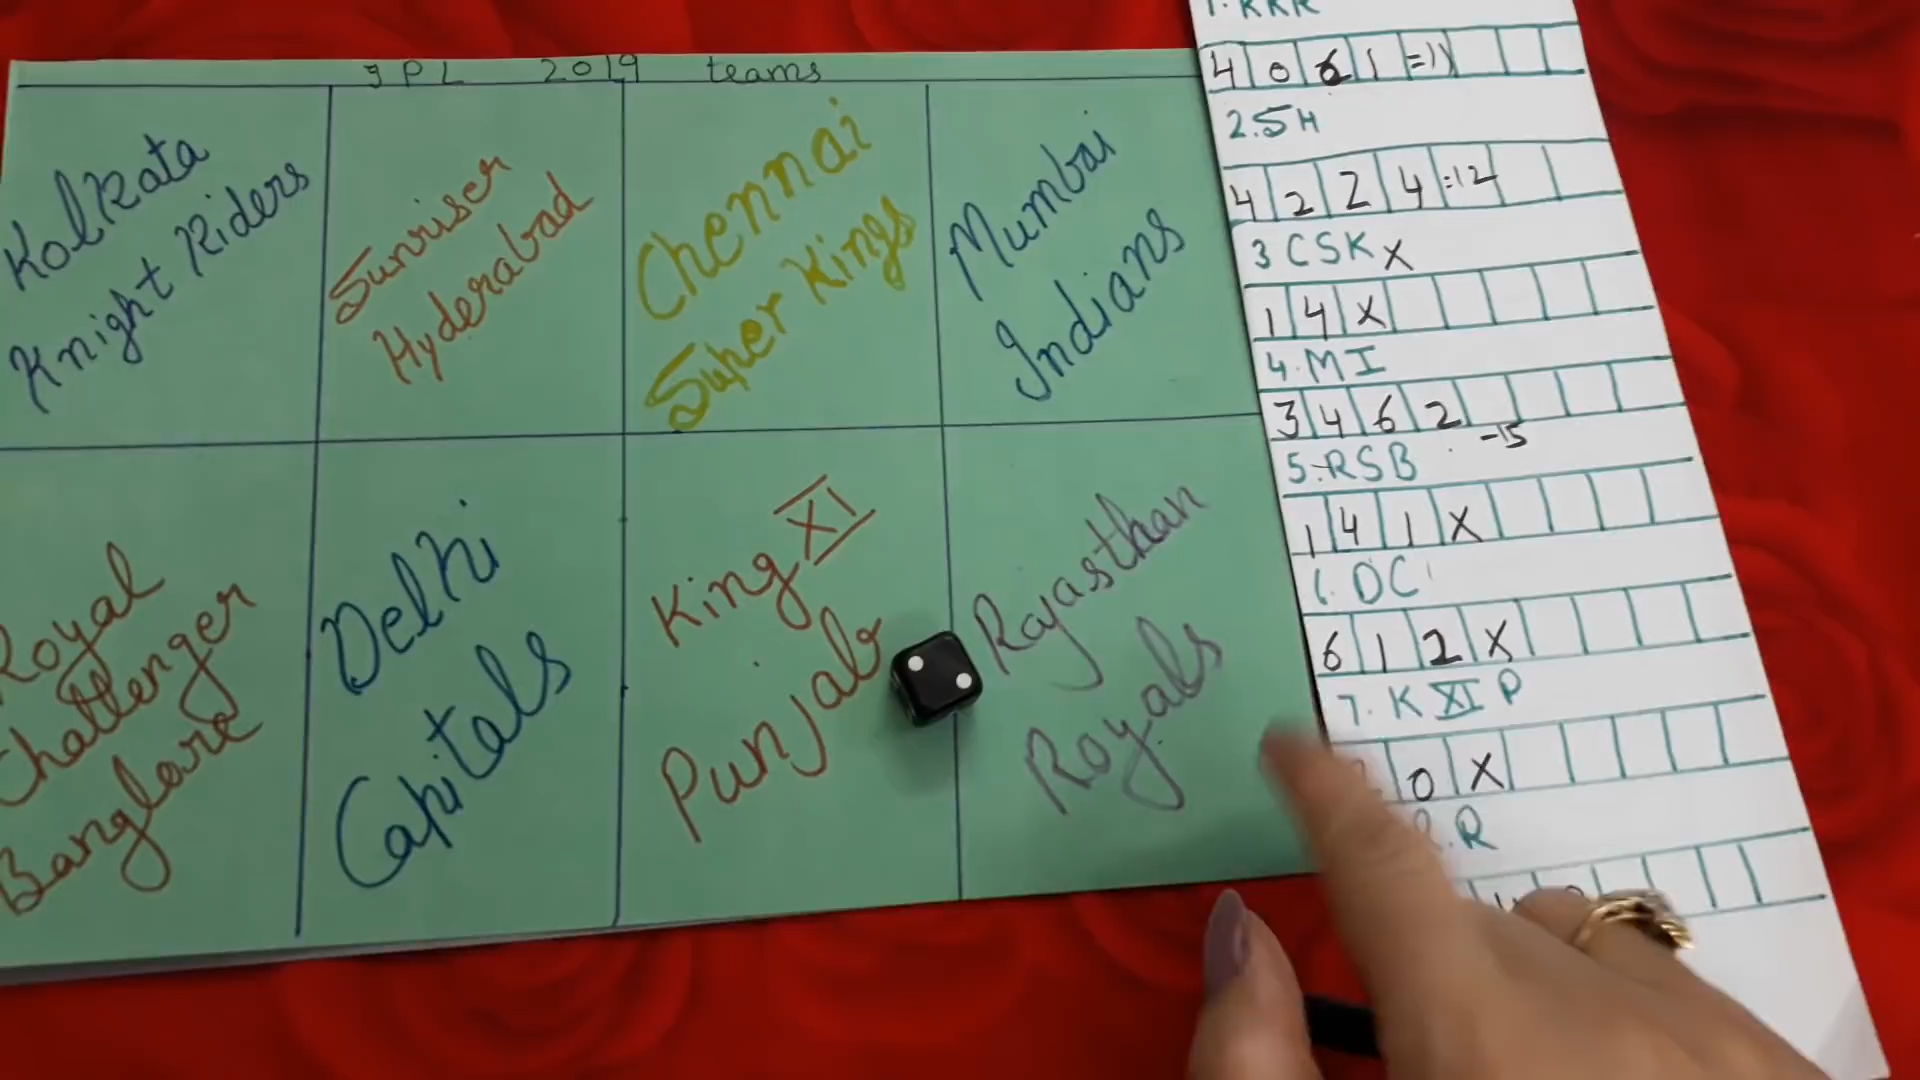 IPL 2019 teams
Kolkata
Knight Riders
Sunriser
Hyderabad
Chennai
Super Kings
Mumbai
Indians
Royal
Challenger
Banglore
Delhi
Capitals
King XI
Punjab
Rajasthan
Royals
1. KKR
4 0 6 1 =11
2. SH
4 2 2 4 =12
3 CSK X
1 4 X
4. MI
3 4 6 2 -15
5. RSB
1 4 1 X
6. DC
6 1 2 X
7. K XI P
0 X
R.R